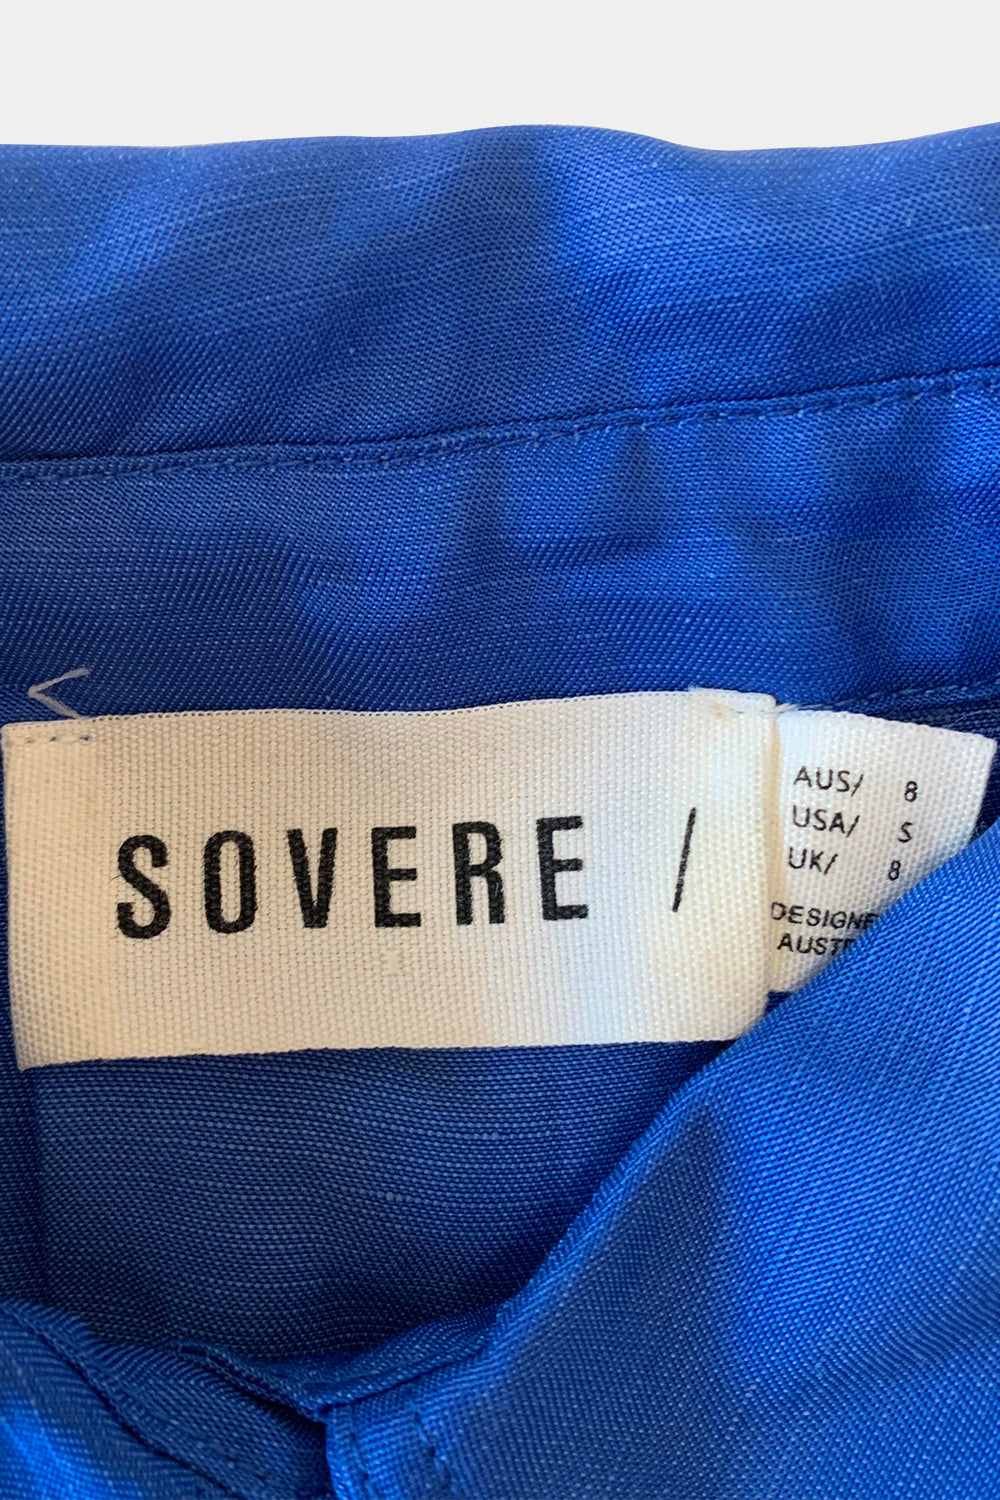 SOVERE /
AUS/ 8
USA/ S
UK/ 8